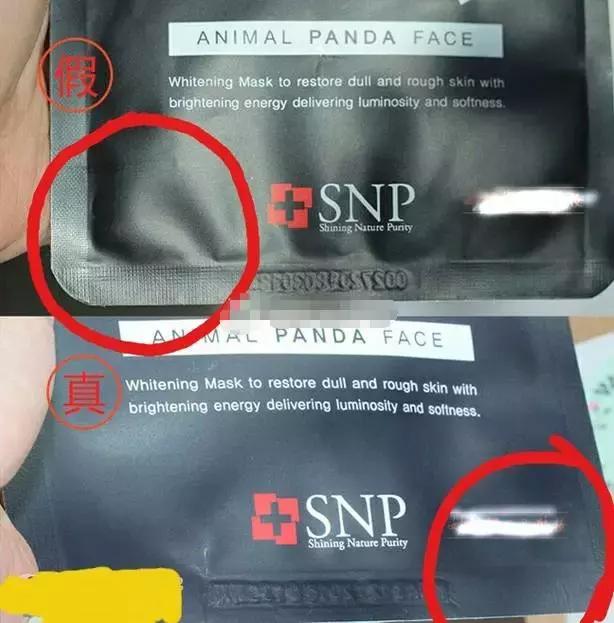 ANIMAL PANDA FACE
假
Whitening Mask to restore dull and rough skin with
brightening energy delivering luminosity and softness.
SNP
Shining Nature Purity
ANIMAL PANDA FACE
真
Whitening Mask to restore dull and rough skin with
brightening energy delivering luminosity and softness.
SNP
Shining Nature Purity